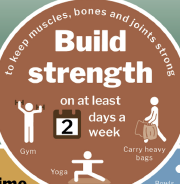 to keep muscles, bones and joints strong
Build
strength
on at least
2 days a
week
Gym
Carry heavy
bags
Yoga